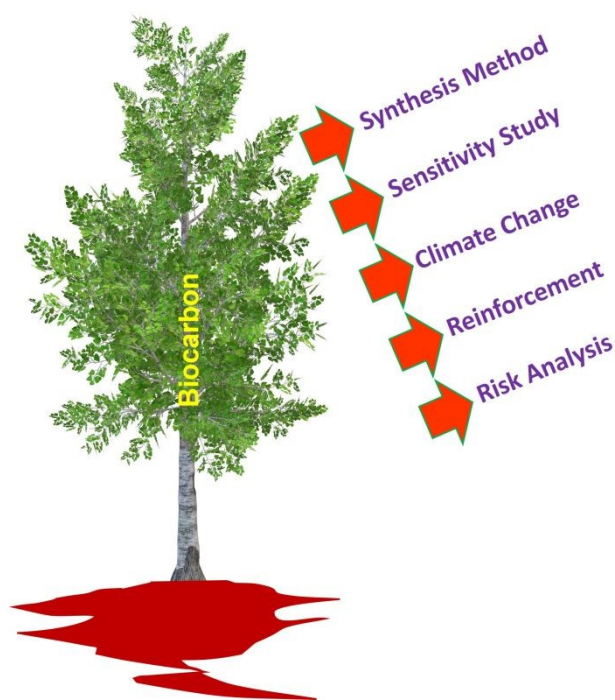 Synthesis Method
Sensitivity Study
Climate Change
Reinforcement
Risk Analysis
Biocarbon